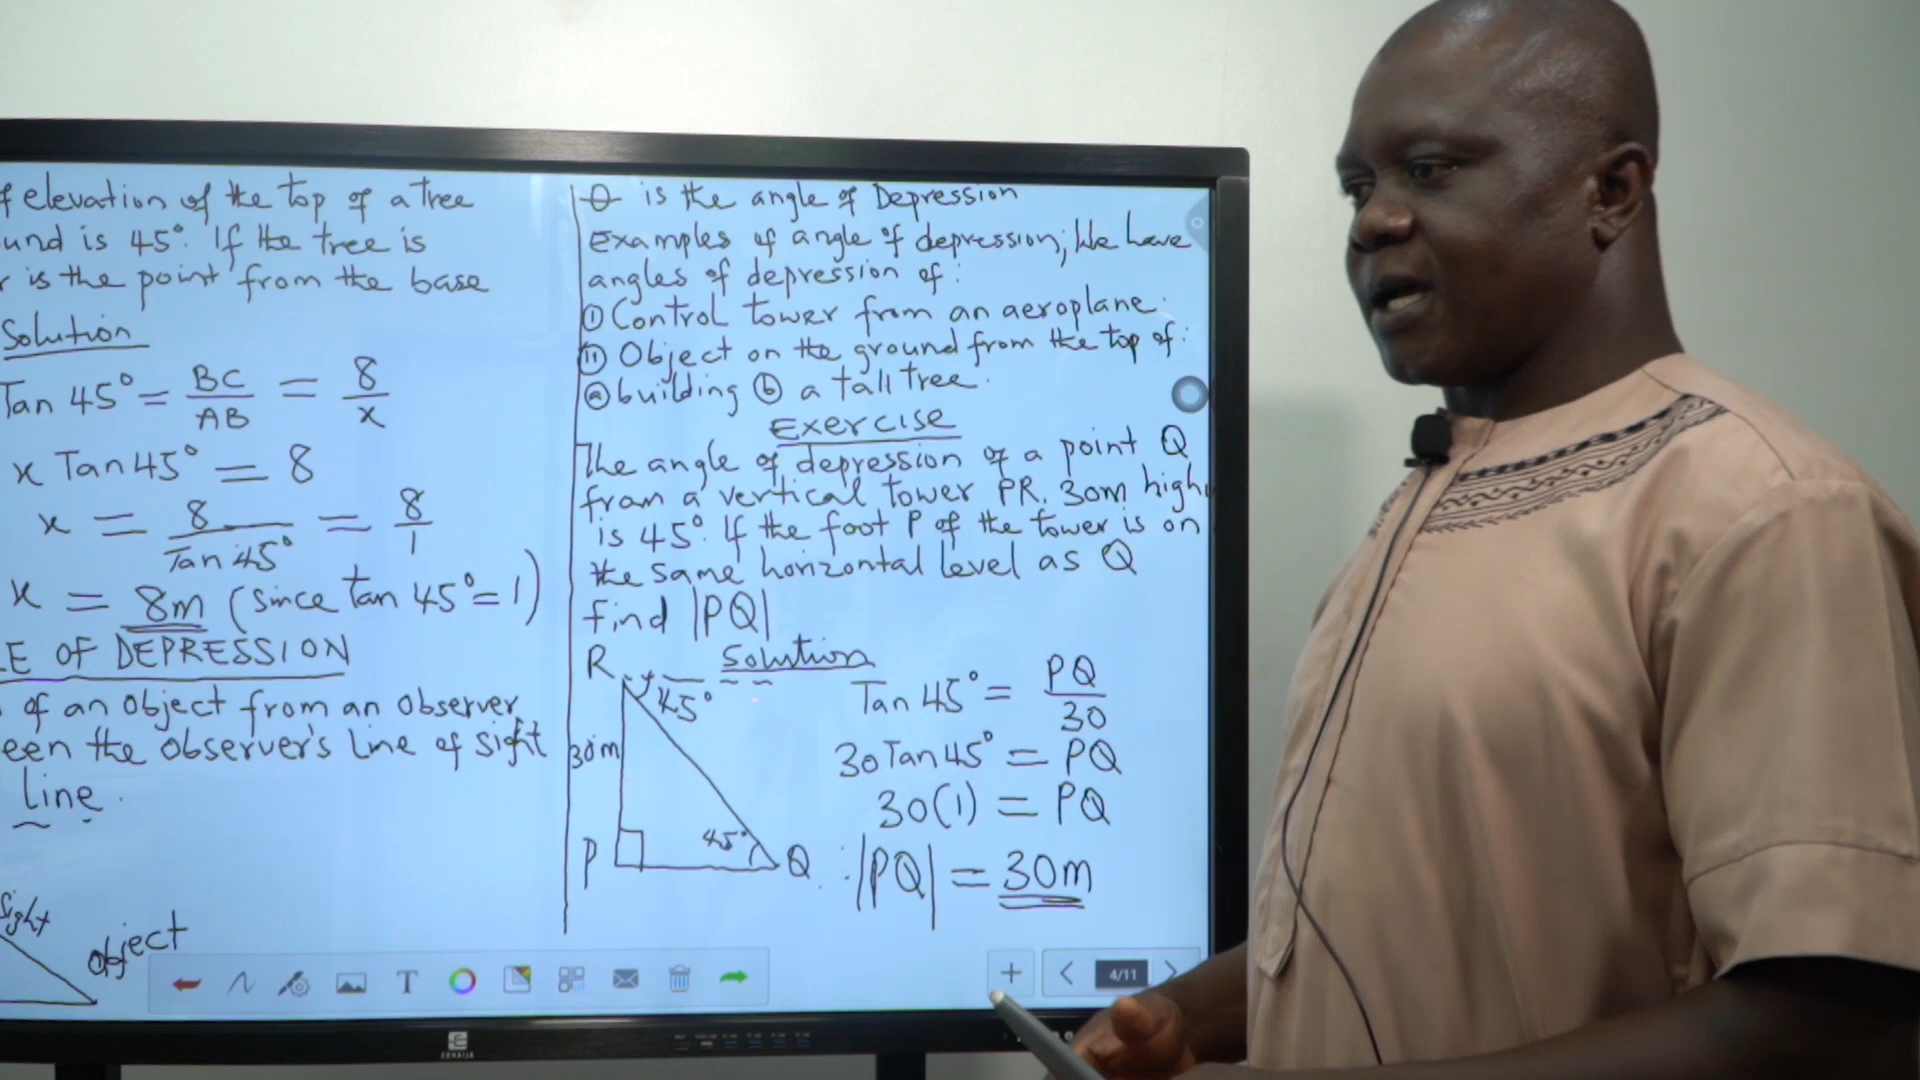 f elevation of the top of a tree
und is 45°. If the tree is
r is the point from the base
Solution
Tan 45° = BC/AB = 8/x
x Tan 45° = 8
x = 8/Tan 45° = 8/1
x = 8m (since tan 45° = 1)
LE OF DEPRESSION
of an object from an observer
een the observer's line of sight
line.
sight
object
θ is the angle of Depression
Examples of angle of depression; We have
angles of depression of:
(i) Control tower from an aeroplane.
(ii) Object on the ground from the top of:
(a) building (b) a tall tree.
Exercise
The angle of depression of a point Q
from a vertical tower PR, 30m high
is 45°. If the foot P of the tower is on
the same horizontal level as Q
find |PQ|
Solution
R
45°
30m
P
45°
Q
Tan 45° = PQ/30
30Tan45° = PQ
30(1) = PQ
∴ |PQ| = 30m
T
4/11
EDNAIJA